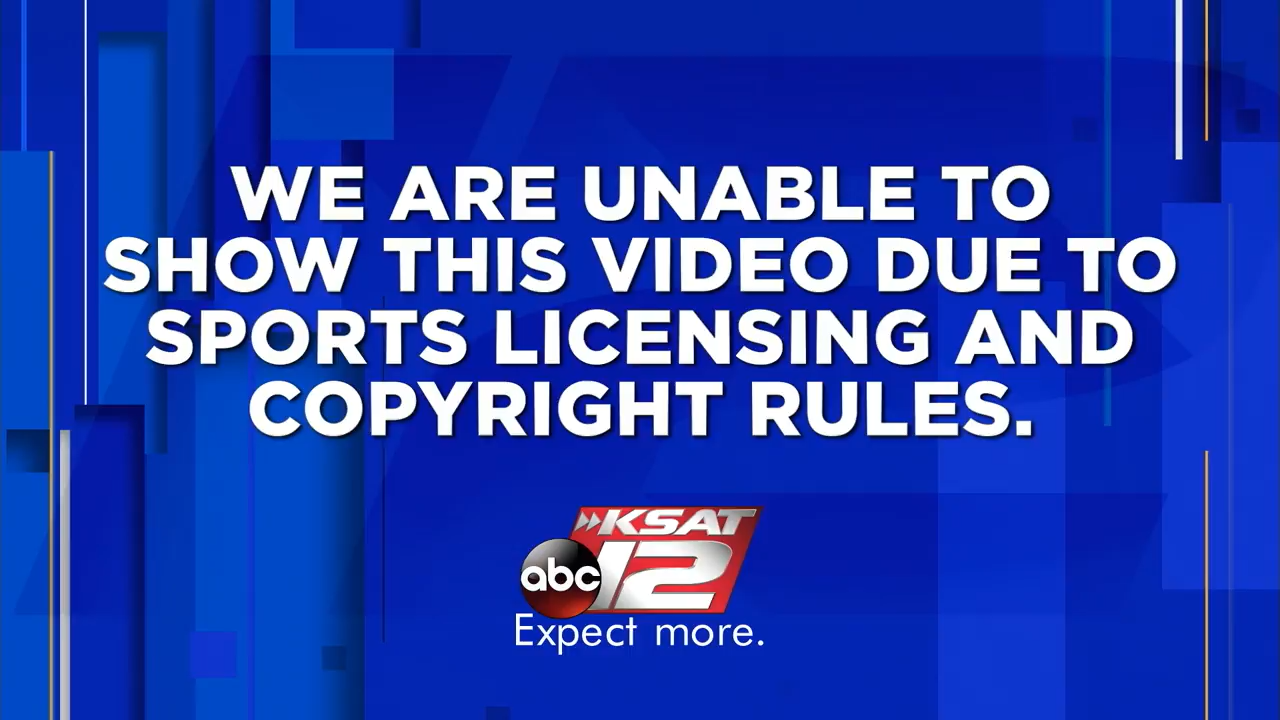 WE ARE UNABLE TO
SHOW THIS VIDEO DUE TO
SPORTS LICENSING AND
COPYRIGHT RULES.
KSAT
abc 12
Expect more.